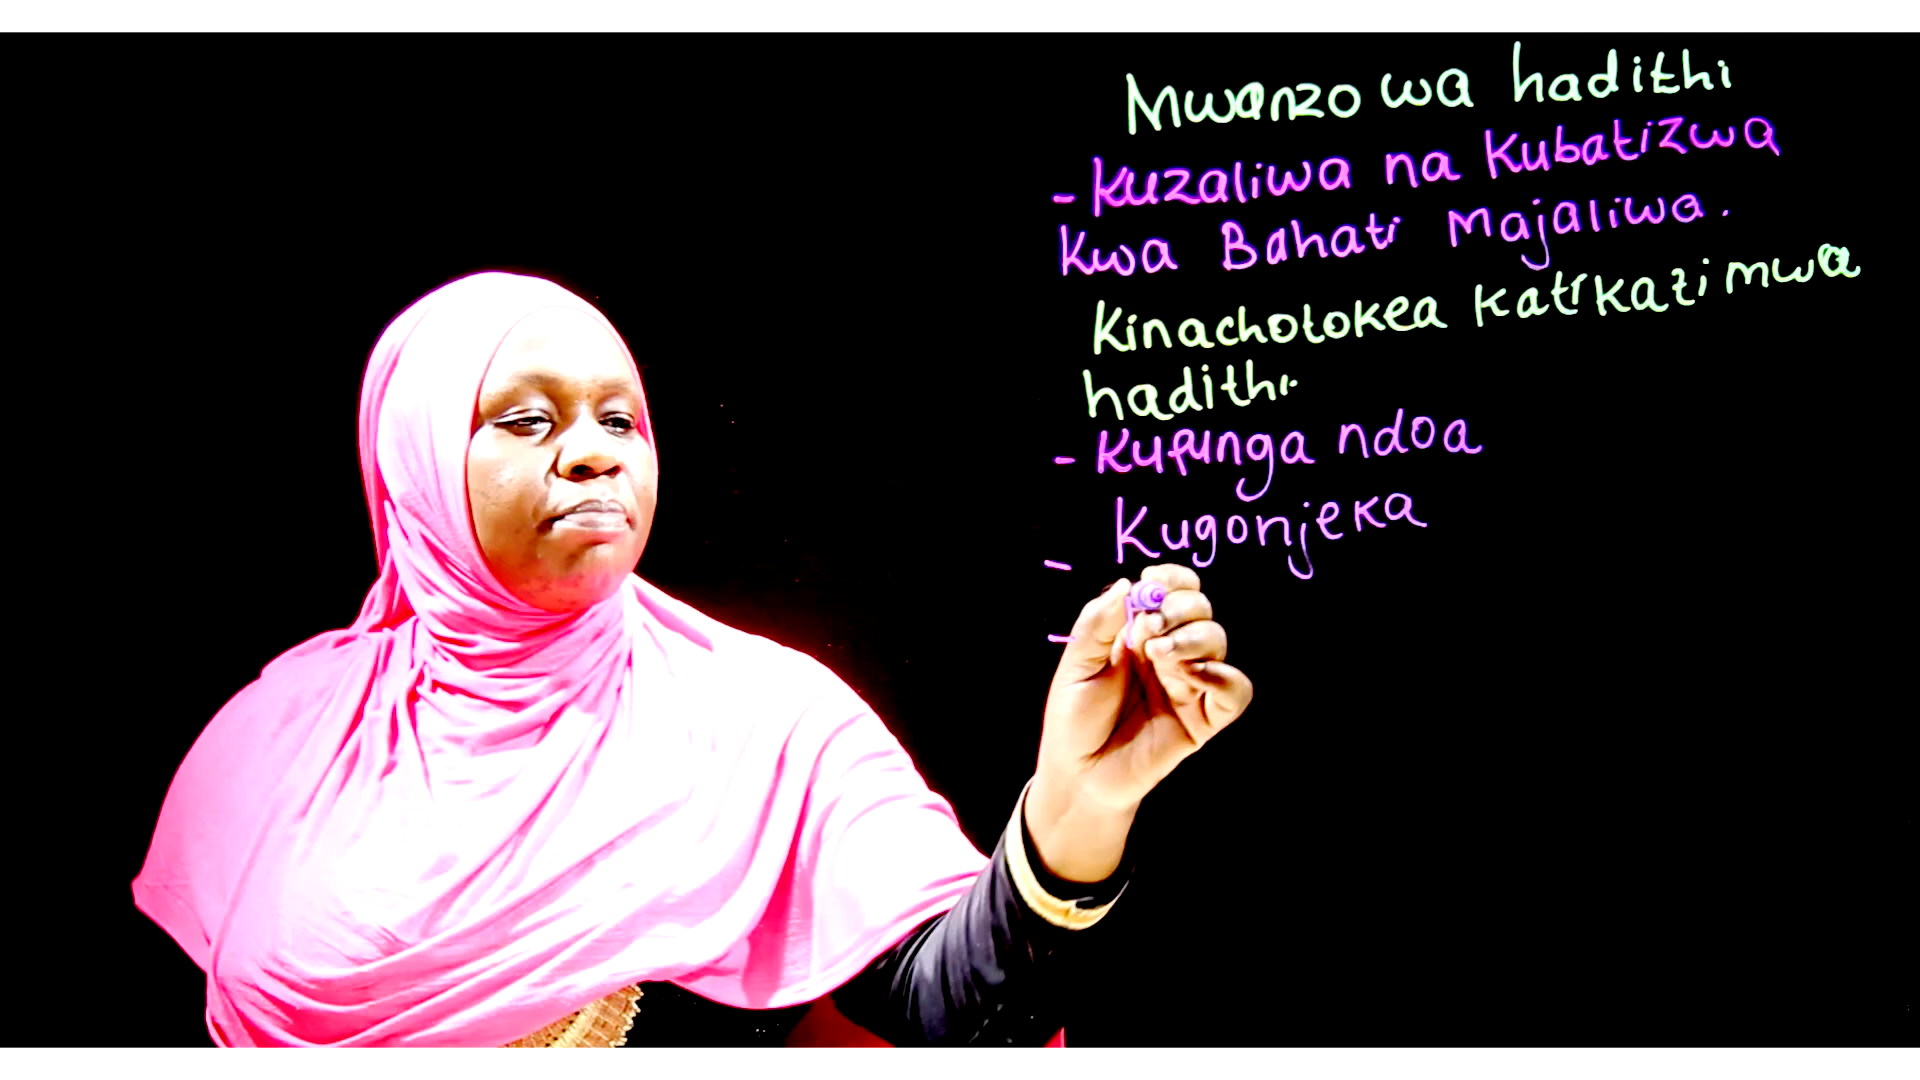 Mwanzo wa hadithi
- Kuzaliwa na Kubatizwa
Kwa Bahati Majaliwa.
Kinachotokea katikati mwa
hadithi.
- Kufunga ndoa
- Kugonjeka
-